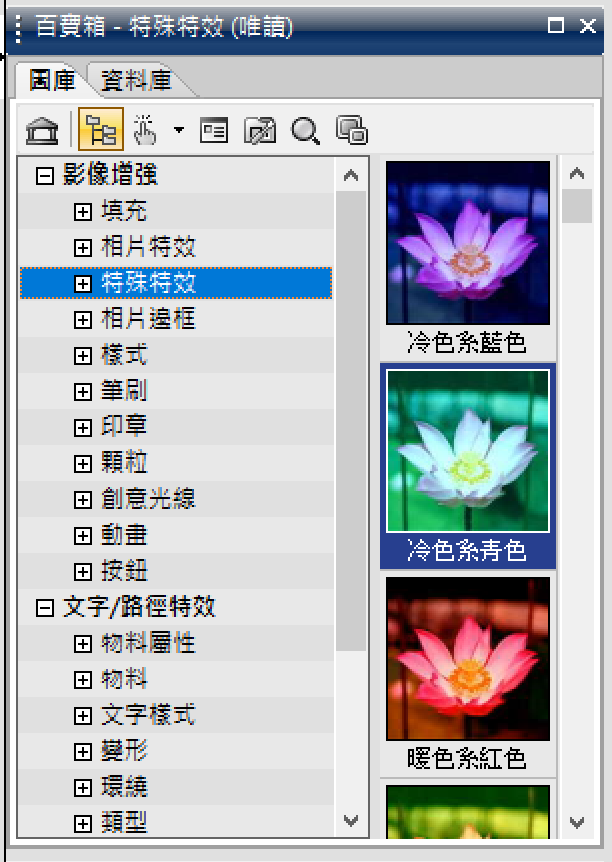 百寶箱 - 特殊特效 (唯讀)
圖庫 資料庫
影像增強
填充
相片特效
特殊特效
相片邊框
樣式
筆刷
印章
顆粒
創意光線
動畫
按鈕
文字/路徑特效
物料屬性
物料
文字樣式
變形
環繞
類型
冷色系藍色
冷色系青色
暖色系紅色